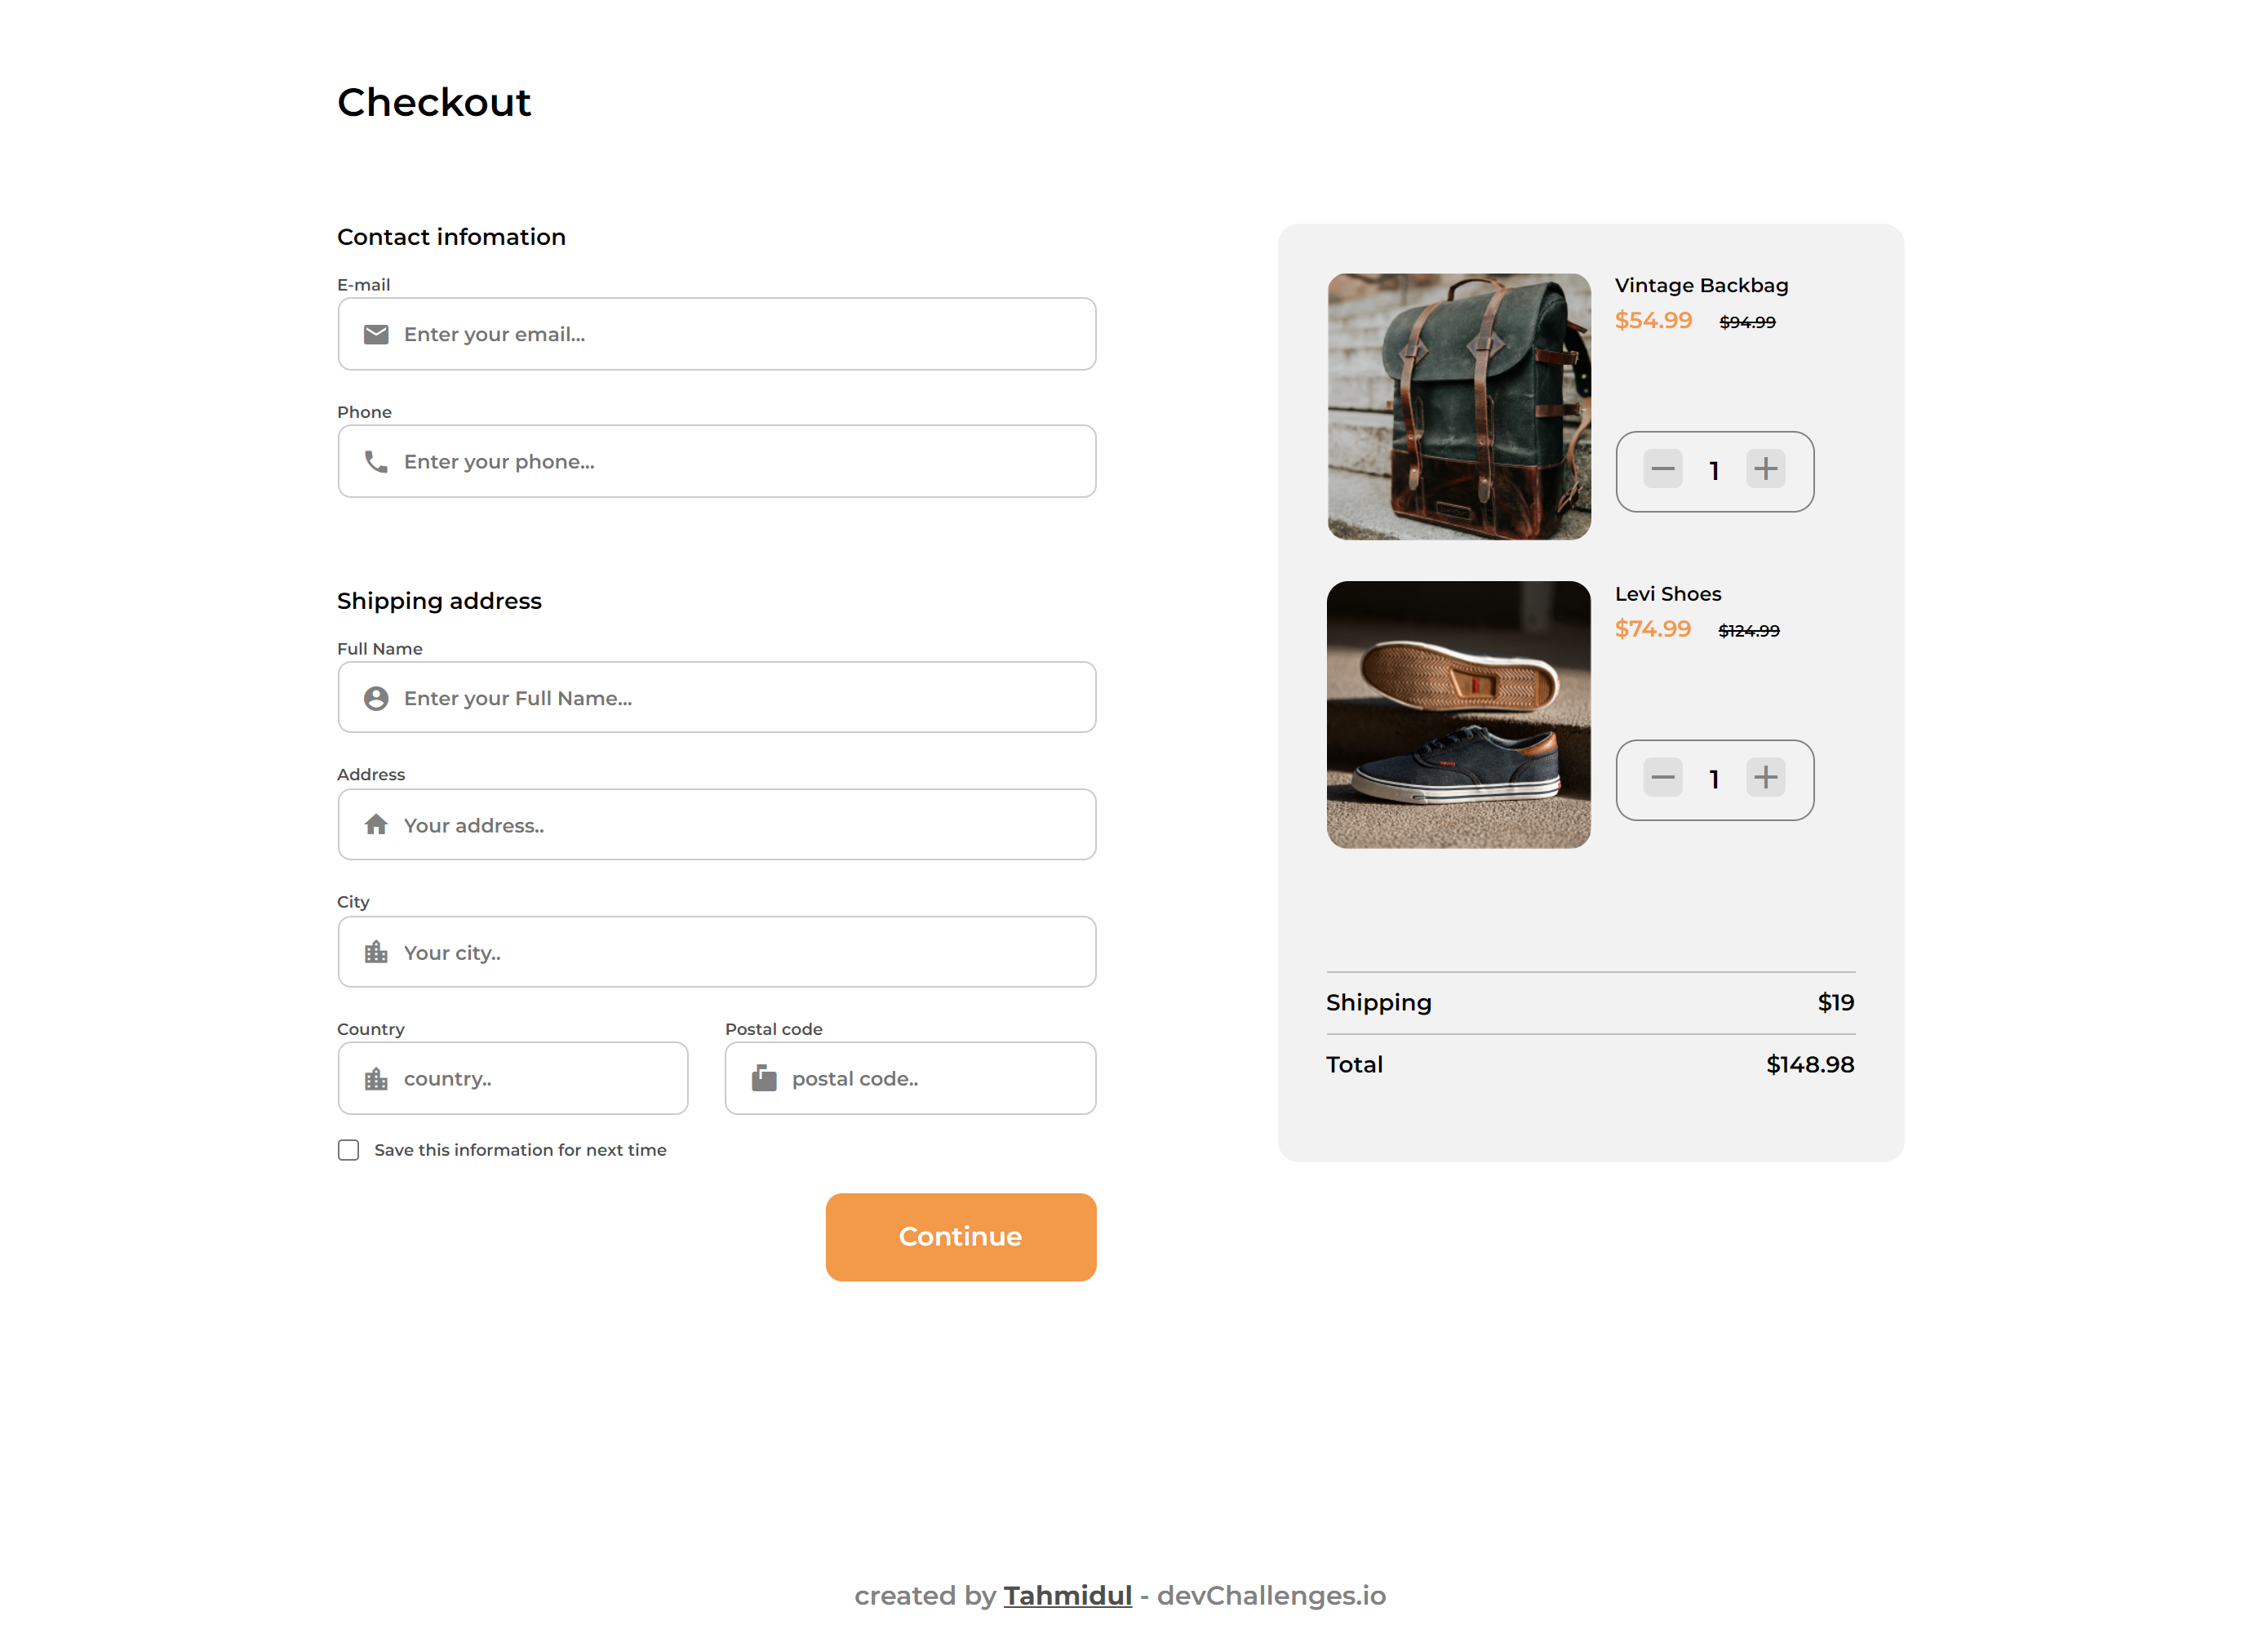 Checkout
Contact infomation
E-mail
Enter your email...
Phone
Enter your phone...
Shipping address
Full Name
Enter your Full Name...
Address
Your address..
City
Your city..
Country
Postal code
country..
postal code..
Save this information for next time
Continue
Vintage Backbag
$54.99 $94.99
1
Levi Shoes
$74.99 $124.99
1
Shipping $19
Total $148.98
created by Tahmidul - devChallenges.io